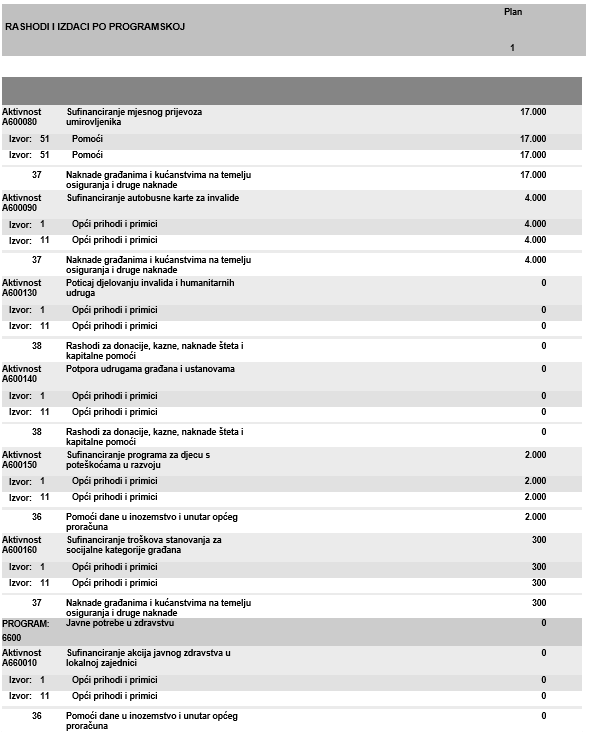 Plan
RASHODI I IZDACI PO PROGRAMSKOJ
1
Aktivnost Sufinanciranje mjesnog prijevoza 17.000
A600080 umirovljenika
Izvor: 51 Pomoći 17.000
Izvor: 51 Pomoći 17.000
37 Naknade građanima i kućanstvima na temelju 17.000
osiguranja i druge naknade
Aktivnost Sufinanciranje autobusne karte za invalide 4.000
A600090
Izvor: 1 Opći prihodi i primici 4.000
Izvor: 11 Opći prihodi i primici 4.000
37 Naknade građanima i kućanstvima na temelju 4.000
osiguranja i druge naknade
Aktivnost Poticaj djelovanju invalida i humanitarnih 0
A600130 udruga
Izvor: 1 Opći prihodi i primici 0
Izvor: 11 Opći prihodi i primici 0
38 Rashodi za donacije, kazne, naknade šteta i 0
kapitalne pomoći
Aktivnost Potpora udrugama građana i ustanovama 0
A600140
Izvor: 1 Opći prihodi i primici 0
Izvor: 11 Opći prihodi i primici 0
38 Rashodi za donacije, kazne, naknade šteta i 0
kapitalne pomoći
Aktivnost Sufinanciranje programa za djecu s 2.000
A600150 poteškoćama u razvoju
Izvor: 1 Opći prihodi i primici 2.000
Izvor: 11 Opći prihodi i primici 2.000
36 Pomoći dane u inozemstvo i unutar općeg 2.000
proračuna
Aktivnost Sufinanciranje troškova stanovanja za 300
A600160 socijalne kategorije građana
Izvor: 1 Opći prihodi i primici 300
Izvor: 11 Opći prihodi i primici 300
37 Naknade građanima i kućanstvima na temelju 300
osiguranja i druge naknade
PROGRAM: Javne potrebe u zdravstvu 0
6600
Aktivnost Sufinanciranje akcija javnog zdravstva u 0
A660010 lokalnoj zajednici
Izvor: 1 Opći prihodi i primici 0
Izvor: 11 Opći prihodi i primici 0
36 Pomoći dane u inozemstvo i unutar općeg 0
proračuna